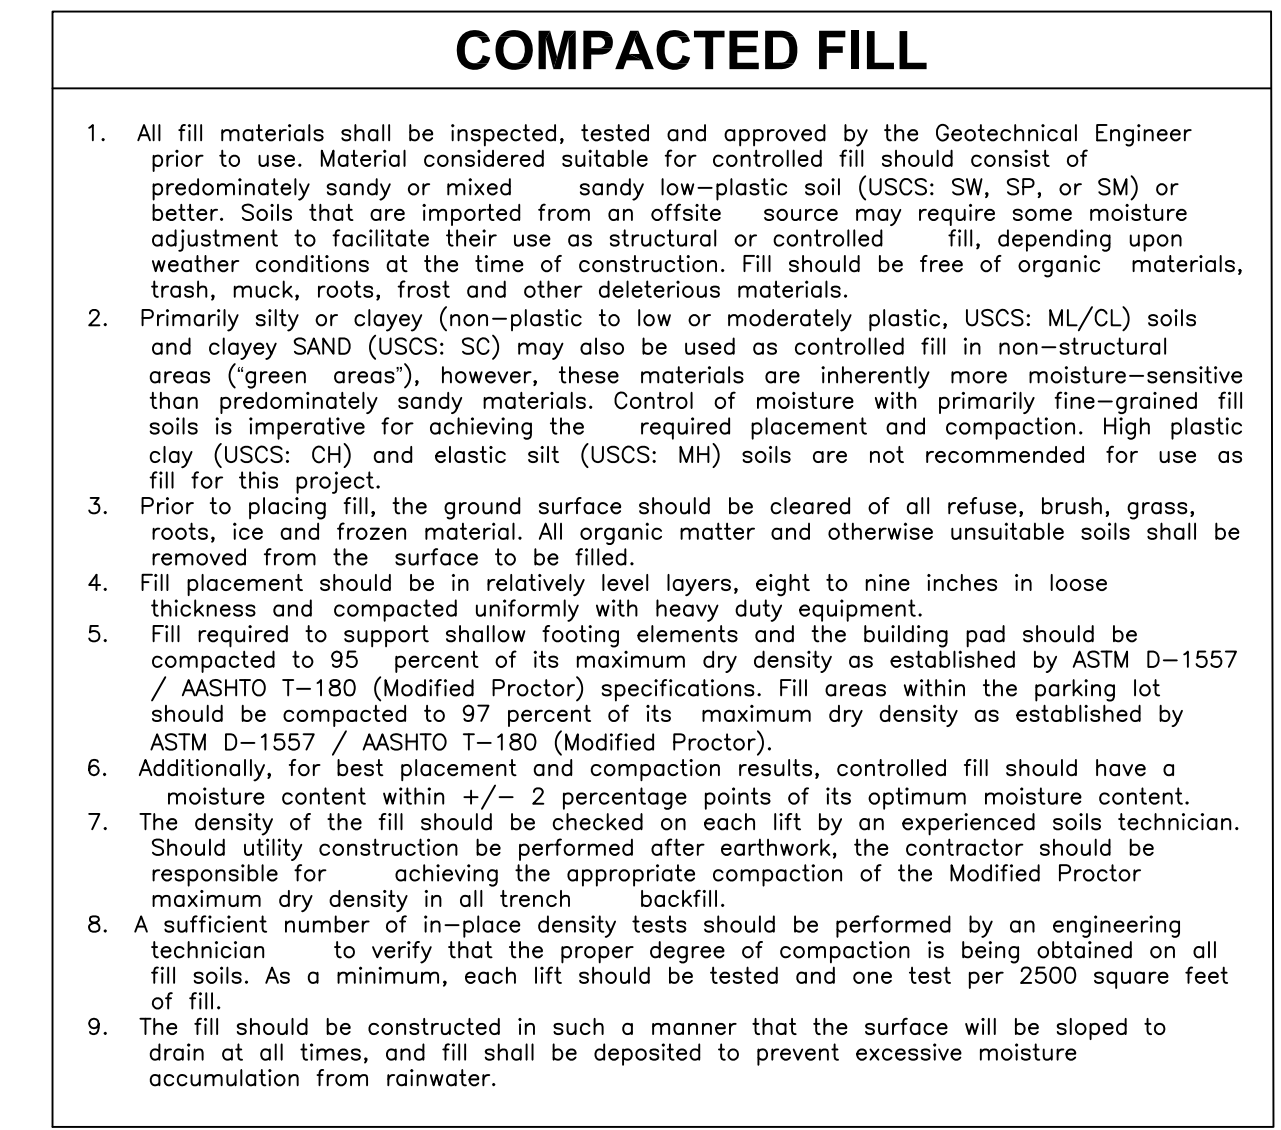 COMPACTED FILL
1. All fill materials shall be inspected, tested and approved by the Geotechnical Engineer
prior to use. Material considered suitable for controlled fill should consist of
predominately sandy or mixed sandy low-plastic soil (USCS: SW, SP, or SM) or
better. Soils that are imported from an offsite source may require some moisture
adjustment to facilitate their use as structural or controlled fill, depending upon
weather conditions at the time of construction. Fill should be free of organic materials,
trash, muck, roots, frost and other deleterious materials.
2. Primarily silty or clayey (non-plastic to low or moderately plastic, USCS: ML/CL) soils
and clayey SAND (USCS: SC) may also be used as controlled fill in non-structural
areas (“green areas”), however, these materials are inherently more moisture-sensitive
than predominately sandy materials. Control of moisture with primarily fine-grained fill
soils is imperative for achieving the required placement and compaction. High plastic
clay (USCS: CH) and elastic silt (USCS: MH) soils are not recommended for use as
fill for this project.
3. Prior to placing fill, the ground surface should be cleared of all refuse, brush, grass,
roots, ice and frozen material. All organic matter and otherwise unsuitable soils shall be
removed from the surface to be filled.
4. Fill placement should be in relatively level layers, eight to nine inches in loose
thickness and compacted uniformly with heavy duty equipment.
5. Fill required to support shallow footing elements and the building pad should be
compacted to 95 percent of its maximum dry density as established by ASTM D-1557
/ AASHTO T-180 (Modified Proctor) specifications. Fill areas within the parking lot
should be compacted to 97 percent of its maximum dry density as established by
ASTM D-1557 / AASHTO T-180 (Modified Proctor).
6. Additionally, for best placement and compaction results, controlled fill should have a
moisture content within +/- 2 percentage points of its optimum moisture content.
7. The density of the fill should be checked on each lift by an experienced soils technician.
Should utility construction be performed after earthwork, the contractor should be
responsible for achieving the appropriate compaction of the Modified Proctor
maximum dry density in all trench backfill.
8. A sufficient number of in-place density tests should be performed by an engineering
technician to verify that the proper degree of compaction is being obtained on all
fill soils. As a minimum, each lift should be tested and one test per 2500 square feet
of fill.
9. The fill should be constructed in such a manner that the surface will be sloped to
drain at all times, and fill shall be deposited to prevent excessive moisture
accumulation from rainwater.